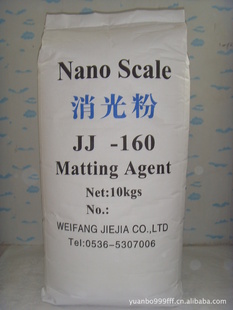 Nano Scale
消光粉
JJ -160
Matting Agent
Net:10kgs
No.:
WEIFANG JIEJIA CO.,LTD
Tel:0536-5307006
yuanbo999fff.cn.alibaba.com